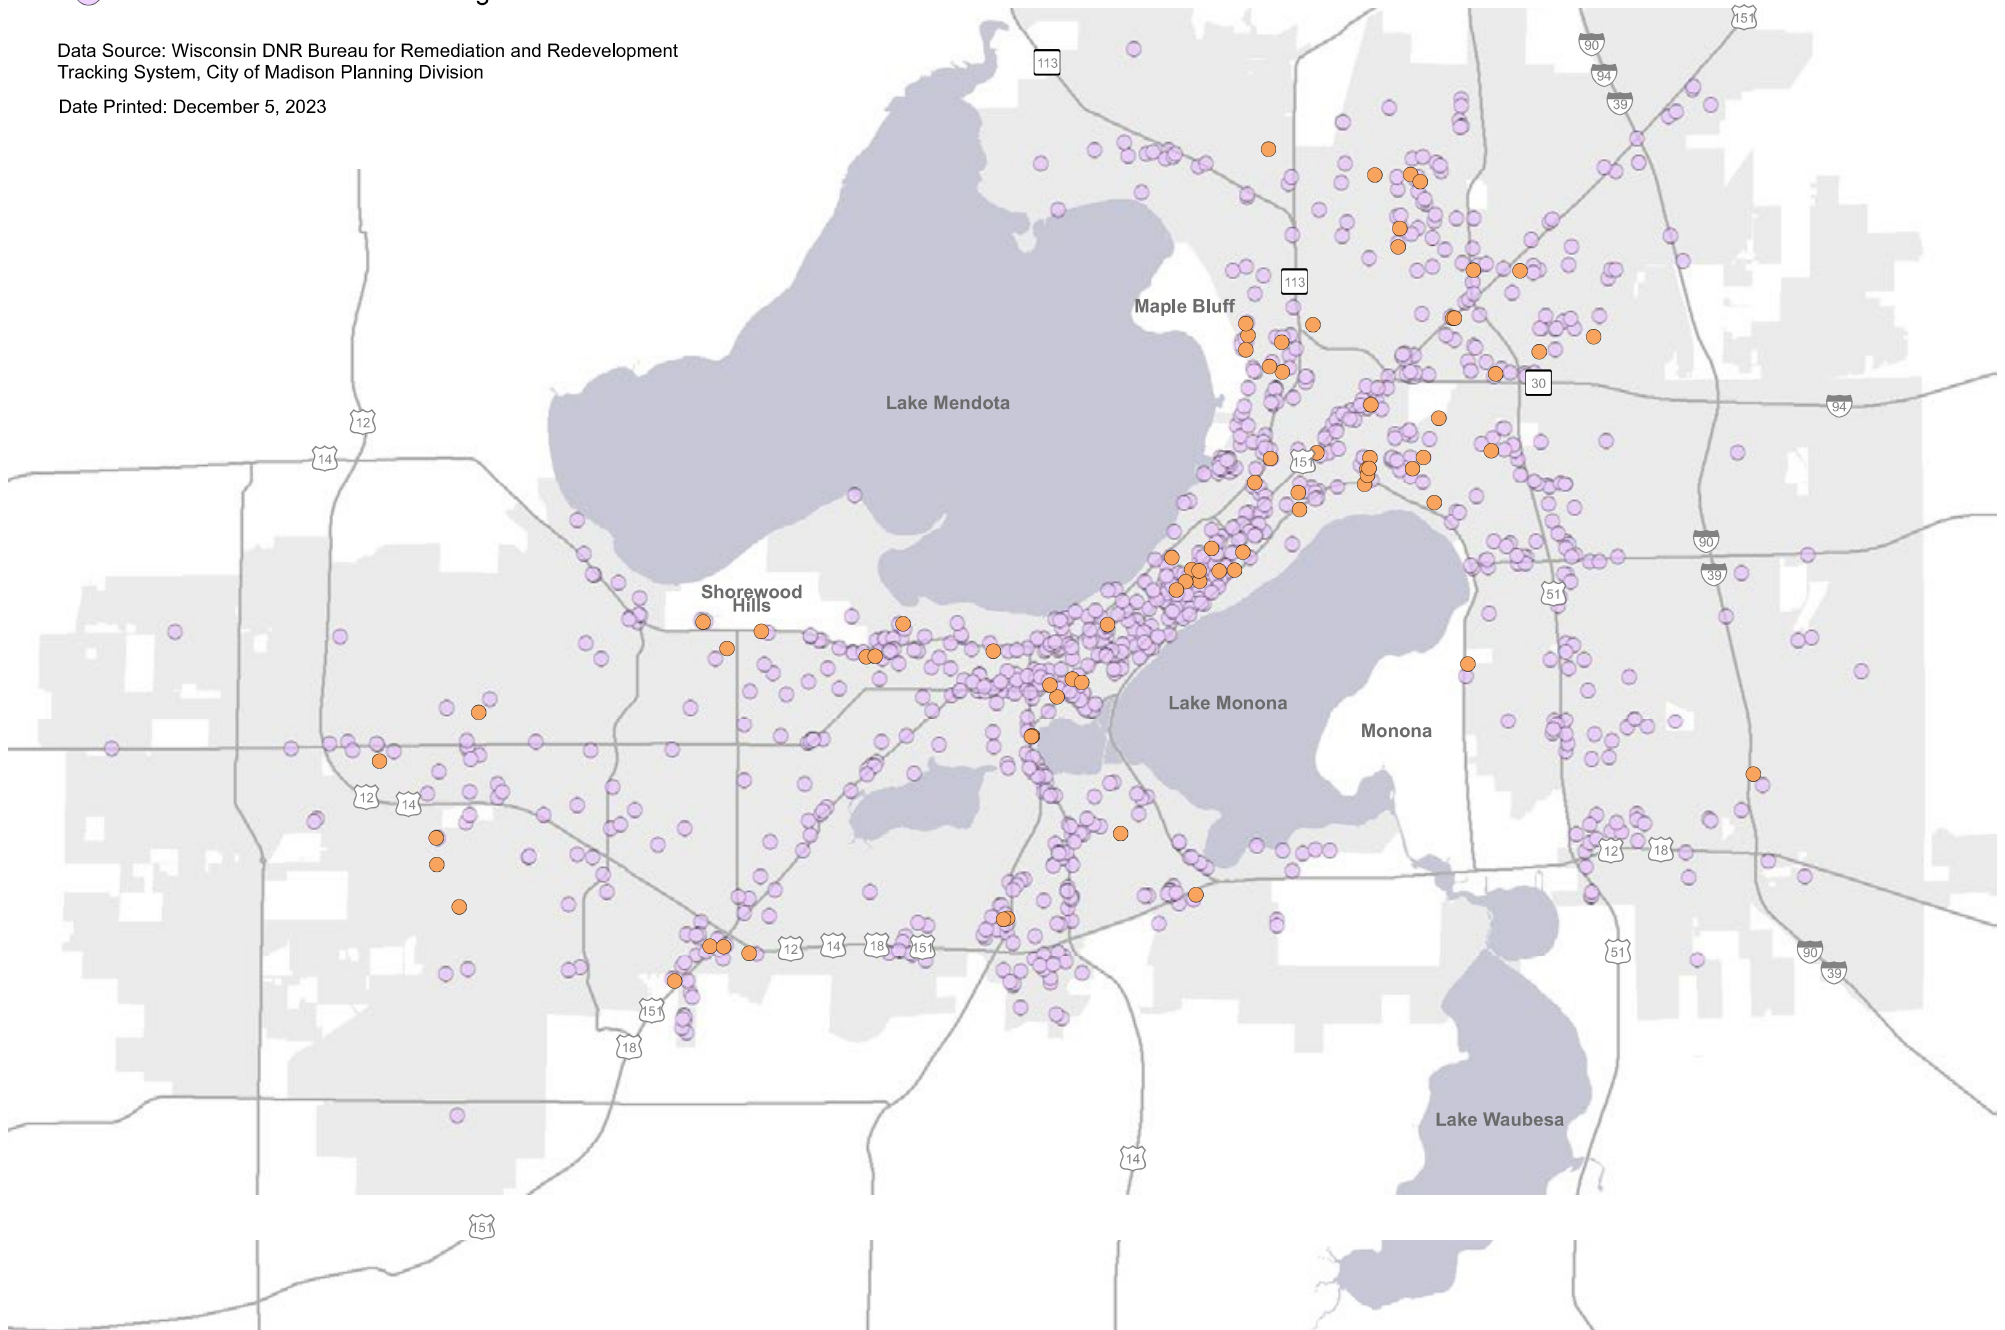 Data Source: Wisconsin DNR Bureau for Remediation and Redevelopment
Tracking System, City of Madison Planning Division
Date Printed: December 5, 2023
151
90
113
94
39
113
Maple Bluff
30
Lake Mendota
94
12
14
151
90
39
Shorewood
Hills
51
Lake Monona
Monona
12
14
12
18
12
14
18
151
51
90
39
151
18
Lake Waubesa
14
151